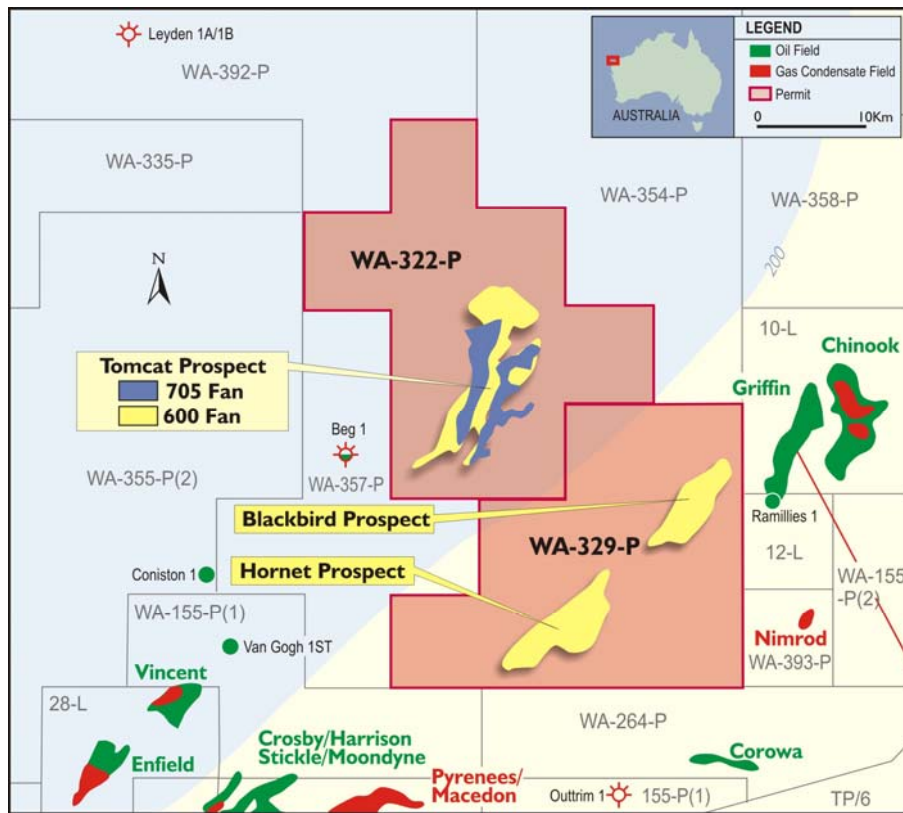 Leyden 1A/1B
WA-392-P
LEGEND
Oil Field
Gas Condensate Field
Permit
0 10Km
AUSTRALIA
WA-335-P
WA-354-P
WA-358-P
N
WA-322-P
200
10-L
Chinook
Griffin
Tomcat Prospect
705 Fan
600 Fan
Beg 1
WA-357-P
WA-355-P(2)
Blackbird Prospect
Ramillies 1
WA-329-P
12-L
WA-155
-P(2)
Hornet Prospect
Coniston 1
WA-155-P(1)
Van Gogh 1ST
Nimrod
WA-393-P
Vincent
28-L
WA-264-P
Crosby/Harrison
Stickle/Moondyne
Enfield
Corowa
Pyrenees/
Macedon
Outtrim 1
155-P(1)
TP/6